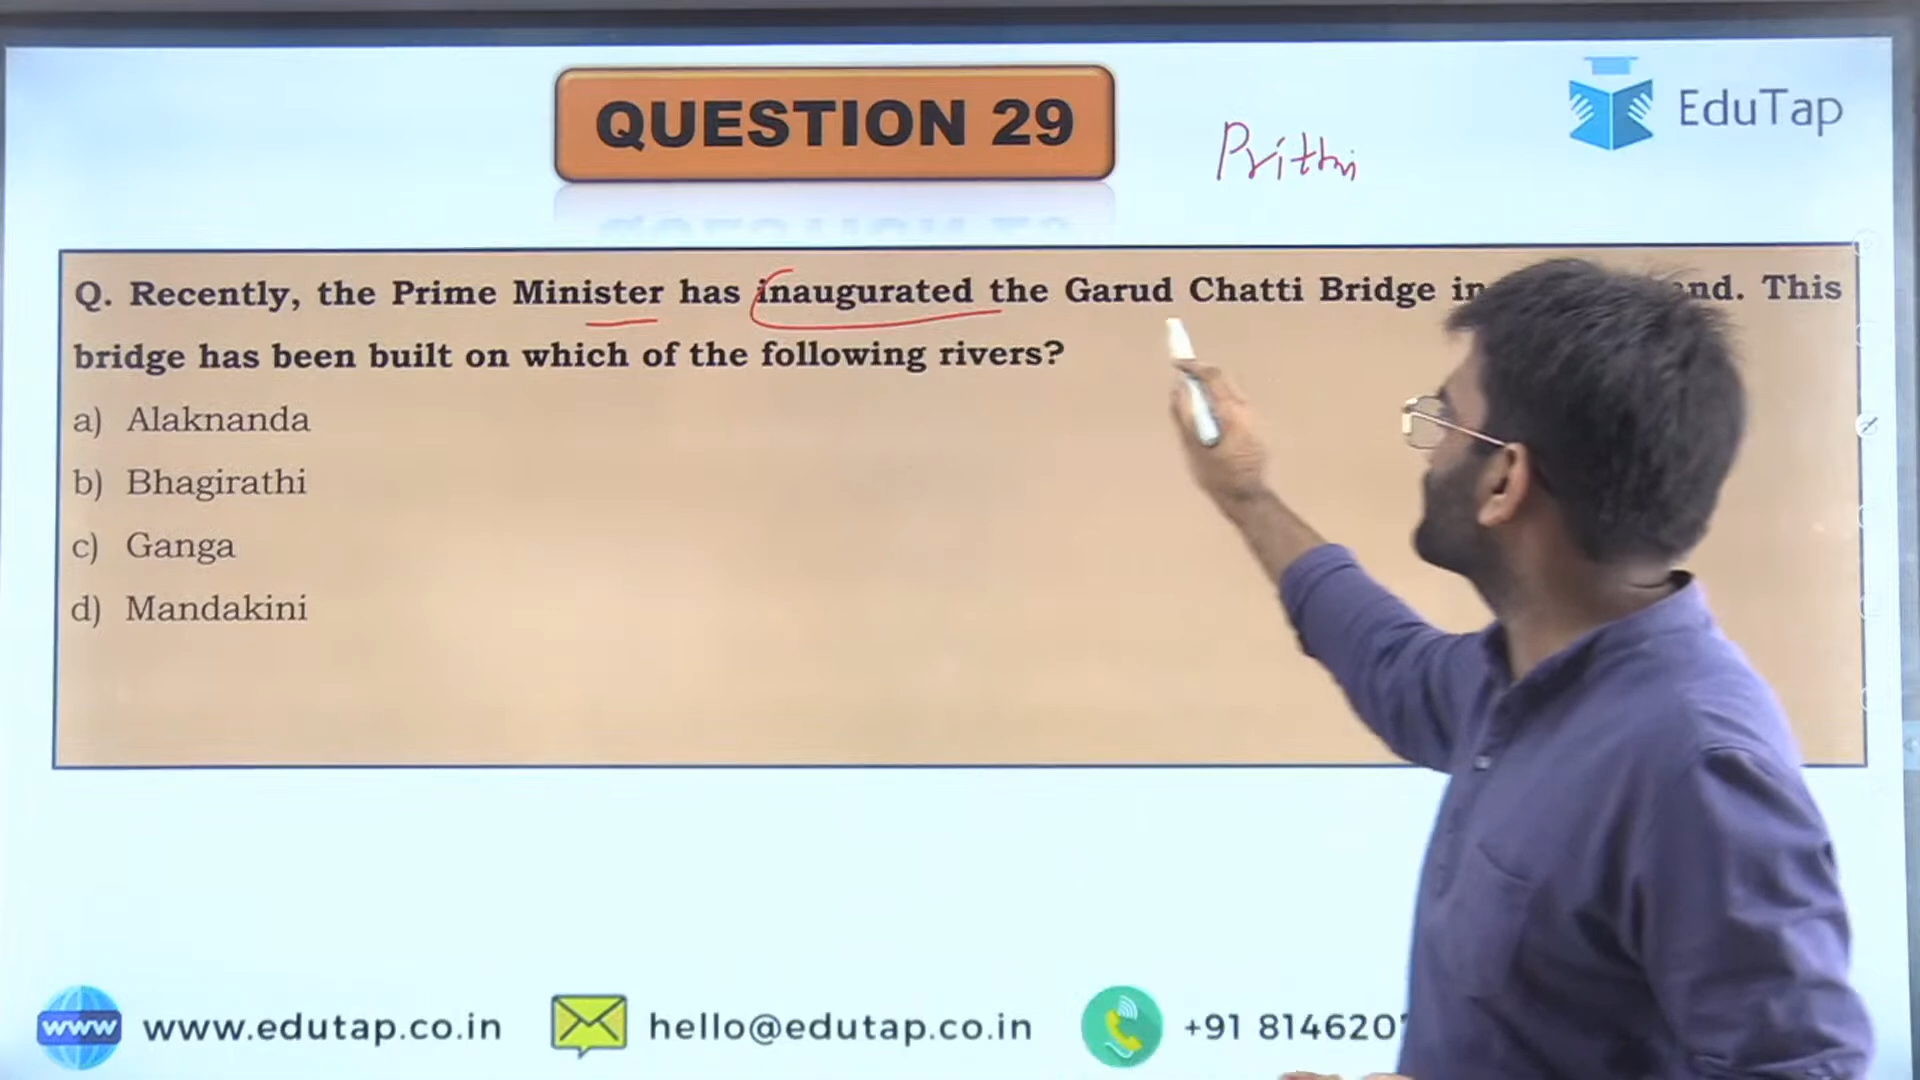 QUESTION 29
Prithvi
EduTap
Q. Recently, the Prime Minister has inaugurated the Garud Chatti Bridge in nd. This
bridge has been built on which of the following rivers?
a) Alaknanda
b) Bhagirathi
c) Ganga
d) Mandakini
www www.edutap.co.in hello@edutap.co.in +91 814620